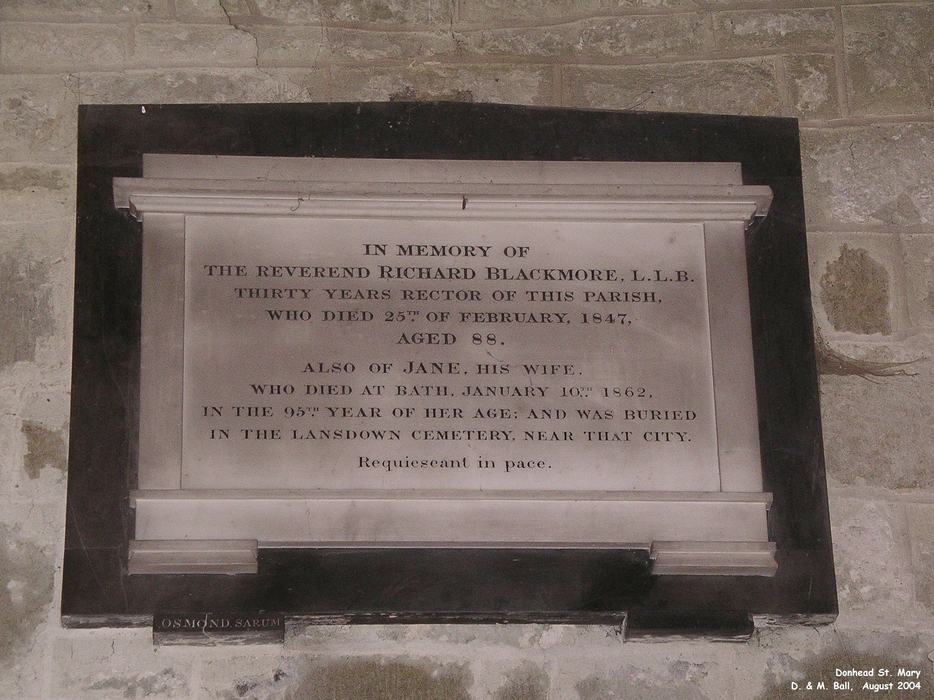 IN MEMORY OF
THE REVEREND RICHARD BLACKMORE, L.L.B.
THIRTY YEARS RECTOR OF THIS PARISH,
WHO DIED 25TH OF FEBRUARY, 1847,
AGED 88.
ALSO OF JANE, HIS WIFE,
WHO DIED AT BATH, JANUARY 10TH 1862,
IN THE 95TH YEAR OF HER AGE; AND WAS BURIED
IN THE LANSDOWN CEMETERY, NEAR THAT CITY.
Requiescant in pace.
OSMOND, SARUM
Donhead St. Mary
D. & M. Ball, August 2004